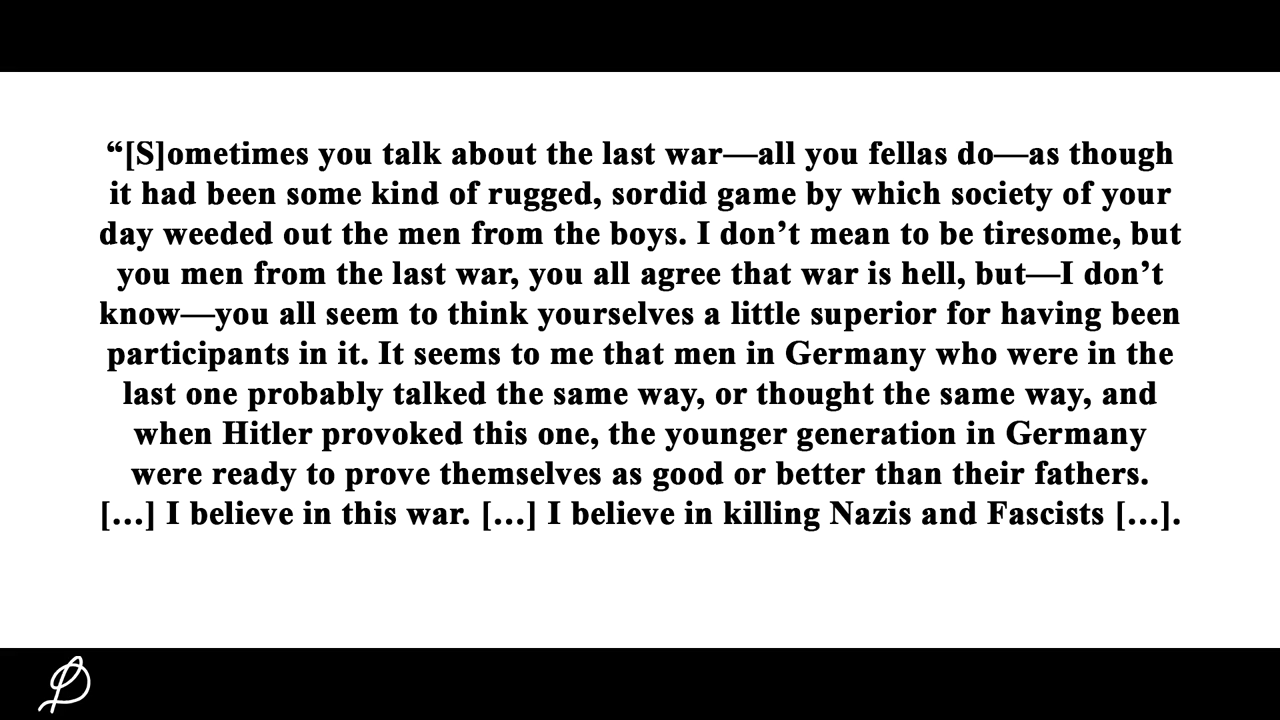 “[S]ometimes you talk about the last war—all you fellas do—as though
it had been some kind of rugged, sordid game by which society of your
day weeded out the men from the boys. I don’t mean to be tiresome, but
you men from the last war, you all agree that war is hell, but—I don’t
know—you all seem to think yourselves a little superior for having been
participants in it. It seems to me that men in Germany who were in the
last one probably talked the same way, or thought the same way, and
when Hitler provoked this one, the younger generation in Germany
were ready to prove themselves as good or better than their fathers.
[…] I believe in this war. […] I believe in killing Nazis and Fascists […].